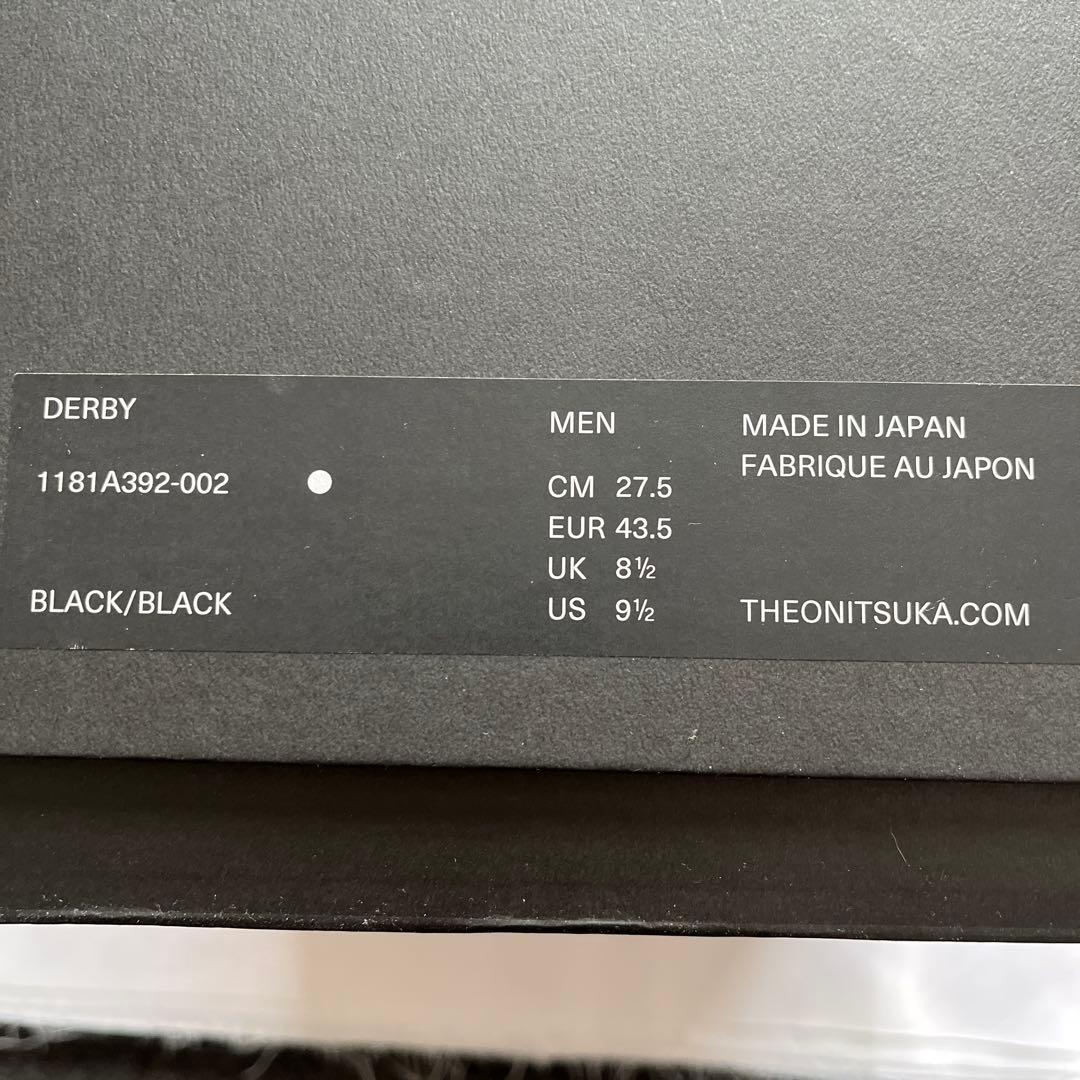 DERBY
1181A392-002
BLACK/BLACK
MEN
CM 27.5
EUR 43.5
UK 8½
US 9½
MADE IN JAPAN
FABRIQUE AU JAPON
THEONITSUKA.COM